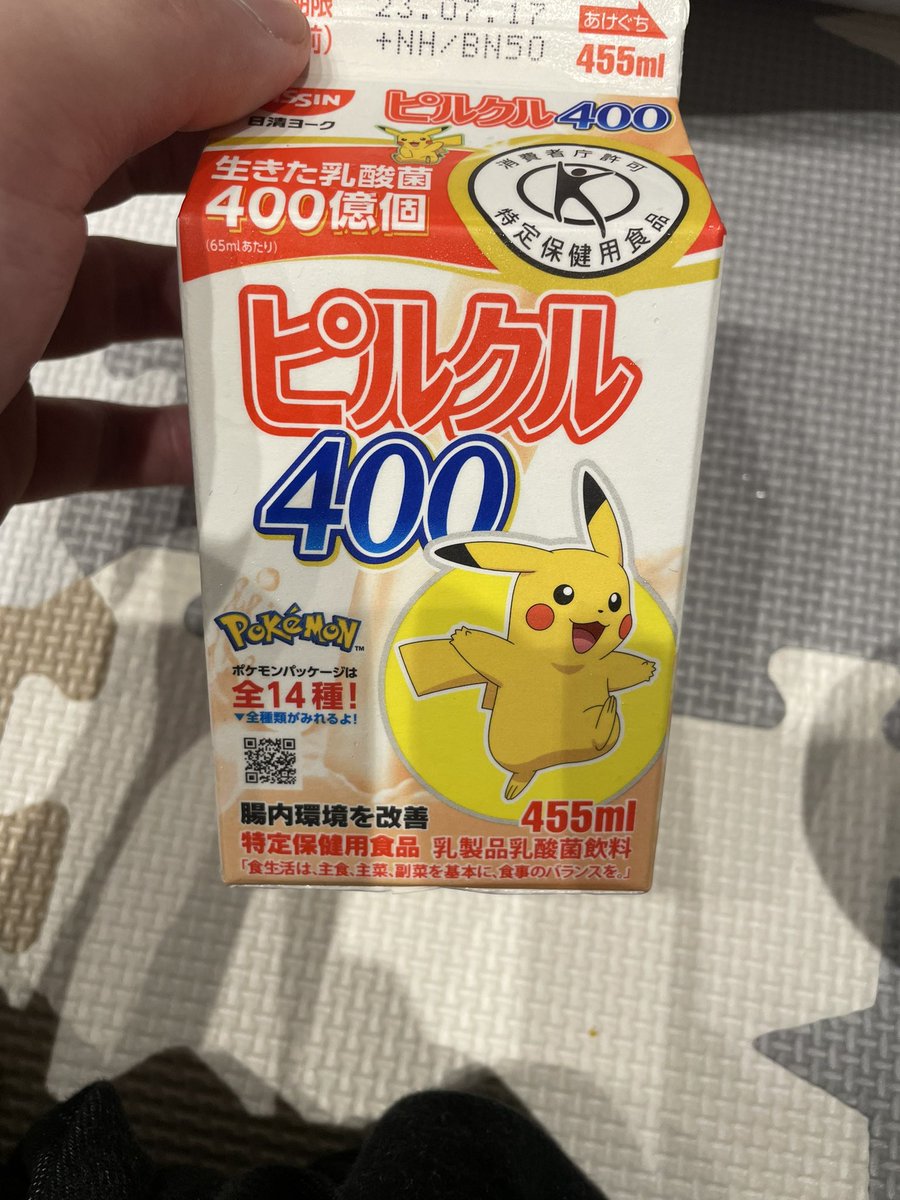 23.07.17
+NH/BN50
あけぐち
455ml
日清ヨーク
ピルクル400
生きた乳酸菌
400億個
(65mlあたり)
消費者庁許可
特定保健用食品
ピルクル
400
POKéMON™
ポケモンパッケージは
全14種!
▼全種類がみれるよ!
腸内環境を改善
455ml
特定保健用食品 乳製品乳酸菌飲料
「食生活は、主食、主菜、副菜を基本に、食事のバランスを。」